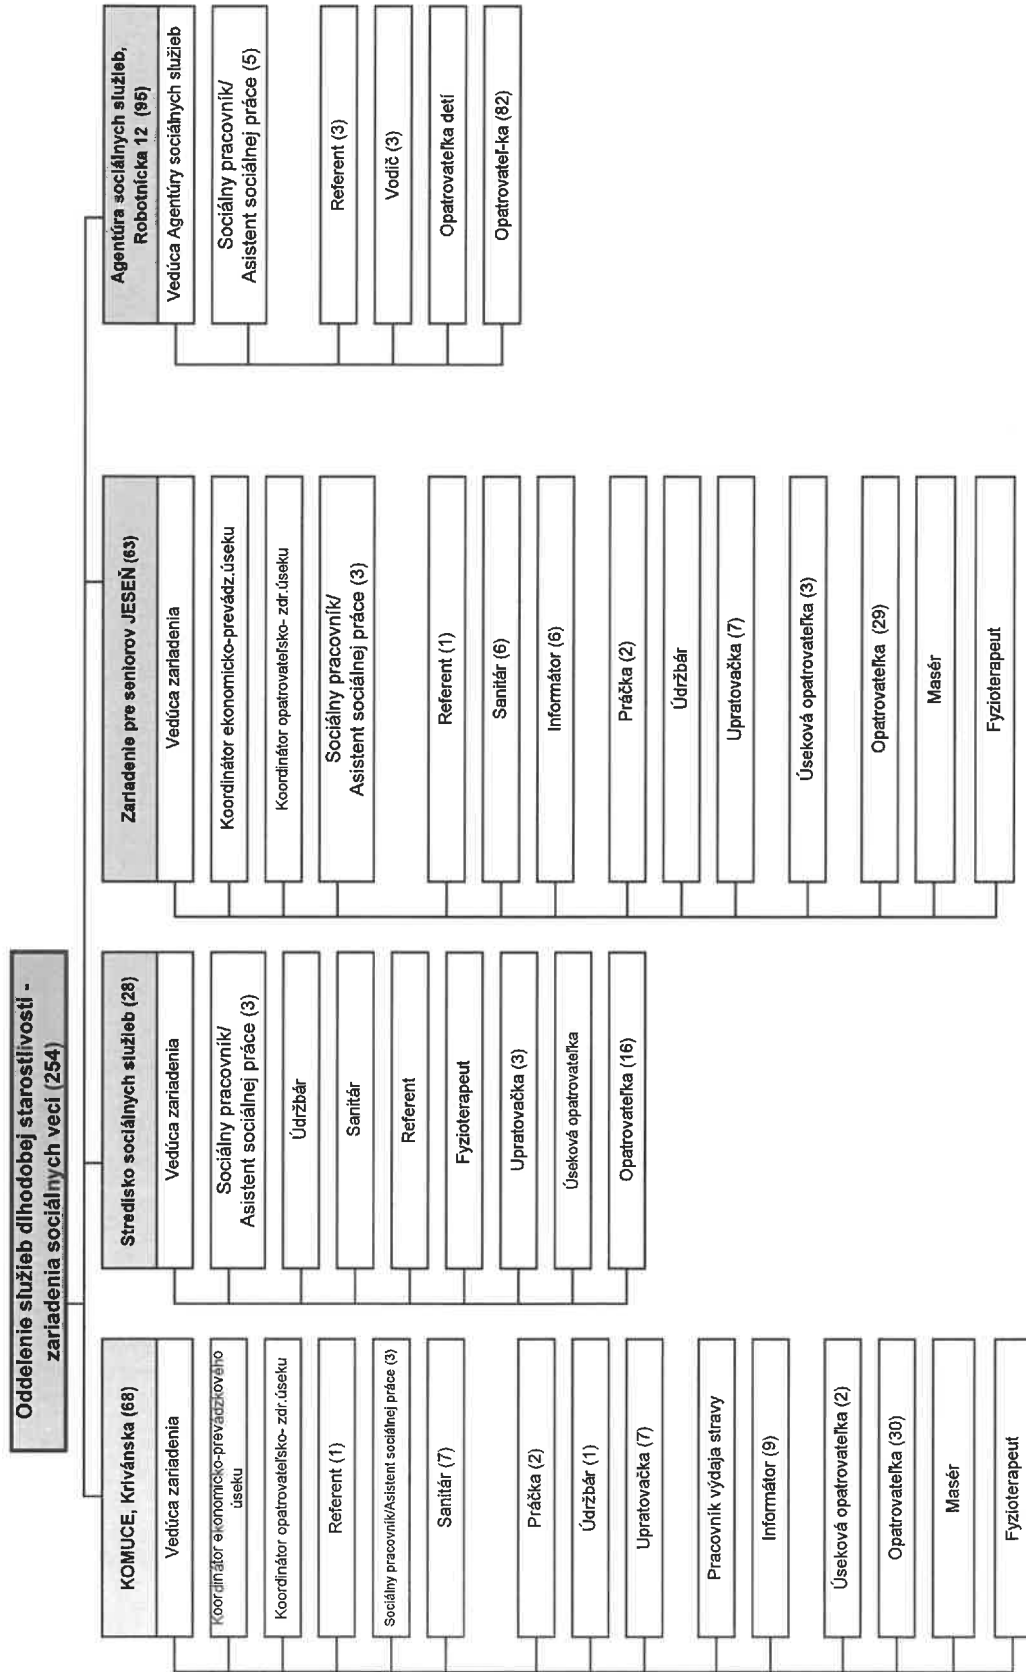 Oddelenie služieb dlhodobej starostlivosti -
zariadenia sociálnych vecí (254)
KOMUCE, Krivánska (68)
Vedúca zariadenia
Koordinátor ekonomicko-prevádzkového
úseku
Koordinátor opatrovateľsko- zdr.úseku
Referent (1)
Sociálny pracovník/Asistent sociálnej práce (3)
Sanitár (7)
Práčka (2)
Údržbár (1)
Upratovačka (7)
Pracovník výdaja stravy
Informátor (9)
Úseková opatrovateľka (2)
Opatrovateľka (30)
Masér
Fyzioterapeut
Stredisko sociálnych služieb (28)
Vedúca zariadenia
Sociálny pracovník/
Asistent sociálnej práce (3)
Údržbár
Sanitár
Referent
Fyzioterapeut
Upratovačka (3)
Úseková opatrovateľka
Opatrovateľka (16)
Zariadenie pre seniorov JESEŇ (63)
Vedúca zariadenia
Koordinátor ekonomicko-prevádz.úseku
Koordinátor opatrovateľsko- zdr.úseku
Sociálny pracovník/
Asistent sociálnej práce (3)
Referent (1)
Sanitár (6)
Informátor (6)
Práčka (2)
Údržbár
Upratovačka (7)
Úseková opatrovateľka (3)
Opatrovateľka (29)
Masér
Fyzioterapeut
Agentúra sociálnych služieb,
Robotnícka 12 (95)
Vedúca Agentúry sociálnych služieb
Sociálny pracovník/
Asistent sociálnej práce (5)
Referent (3)
Vodič (3)
Opatrovateľka detí
Opatrovateľ-ka (82)